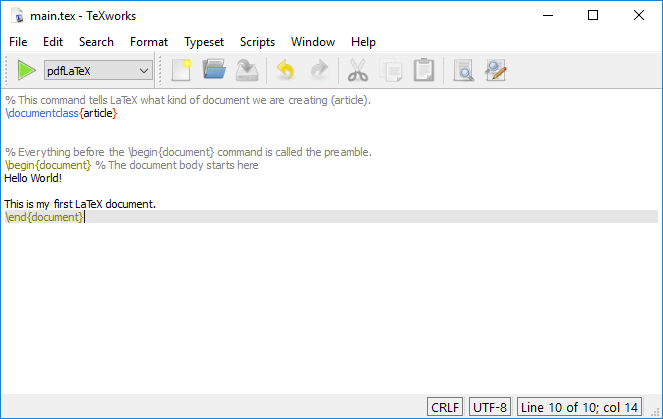 main.tex - TeXworks
File Edit Search Format Typeset Scripts Window Help
pdfLaTeX
% This command tells LaTeX what kind of document we are creating (article).
\documentclass{article}
% Everything before the \begin{document} command is called the preamble.
\begin{document} % The document body starts here
Hello World!
This is my first LaTeX document.
\end{document}
CRLF UTF-8 Line 10 of 10; col 14